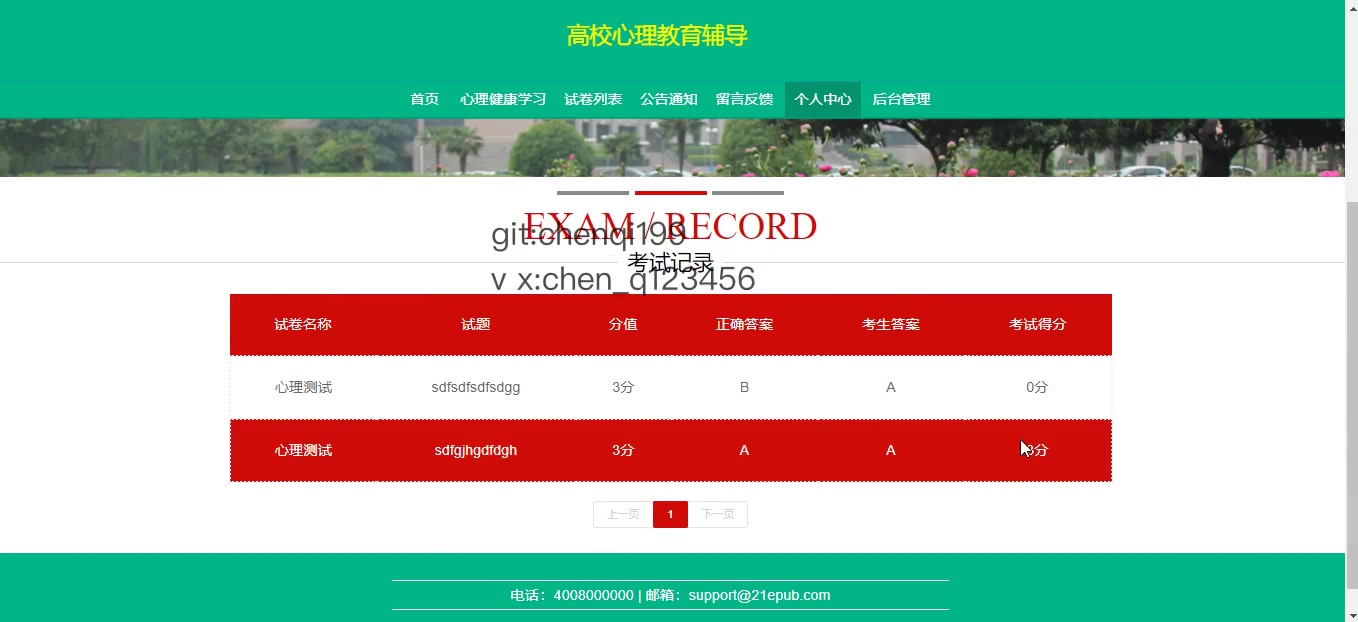 高校心理教育辅导
首页 心理健康学习 试卷列表 公告通知 留言反馈 个人中心 后台管理
EXAM / RECORD
git:chenqi196
考试记录
v x:chen_q123456
试卷名称 试题 分值 正确答案 考生答案 考试得分
心理测试 sdfsdfsdfsdgg 3分 B A 0分
心理测试 sdfgjhgdfdgh 3分 A A 3分
上一页 1 下一页
电话：4008000000 | 邮箱：support@21epub.com